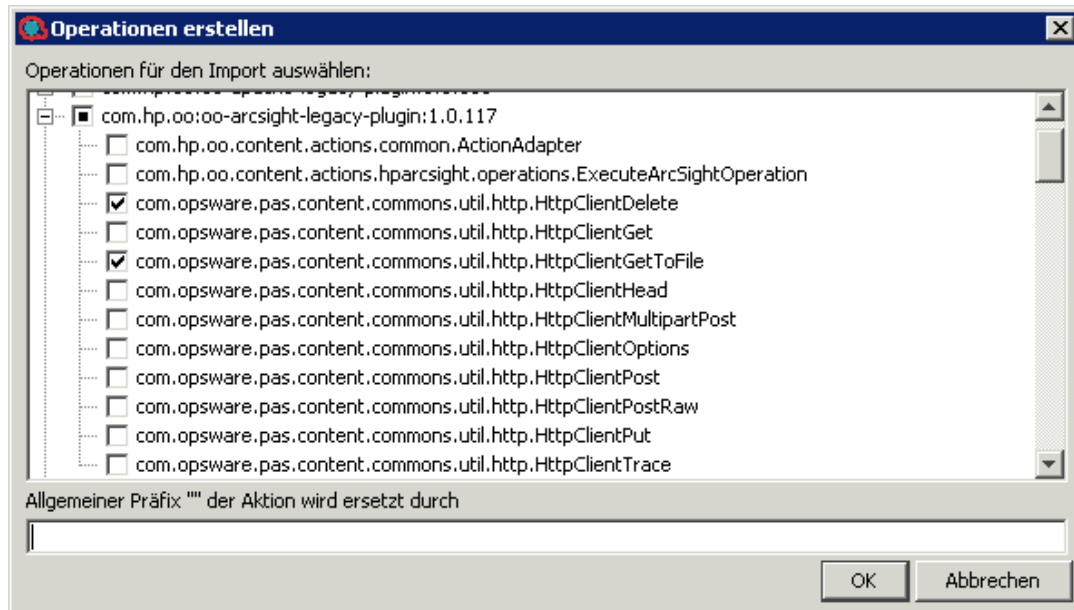 Operationen erstellen
Operationen für den Import auswählen:
com.hp.oo:oo-arcsight-legacy-plugin:1.0.117
com.hp.oo.content.actions.common.ActionAdapter
com.hp.oo.content.actions.hparcsight.operations.ExecuteArcSightOperation
com.opsware.pas.content.commons.util.http.HttpClientDelete
com.opsware.pas.content.commons.util.http.HttpClientGet
com.opsware.pas.content.commons.util.http.HttpClientGetToFile
com.opsware.pas.content.commons.util.http.HttpClientHead
com.opsware.pas.content.commons.util.http.HttpClientMultipartPost
com.opsware.pas.content.commons.util.http.HttpClientOptions
com.opsware.pas.content.commons.util.http.HttpClientPost
com.opsware.pas.content.commons.util.http.HttpClientPostRaw
com.opsware.pas.content.commons.util.http.HttpClientPut
com.opsware.pas.content.commons.util.http.HttpClientTrace
Allgemeiner Präfix "" der Aktion wird ersetzt durch
OK Abbrechen